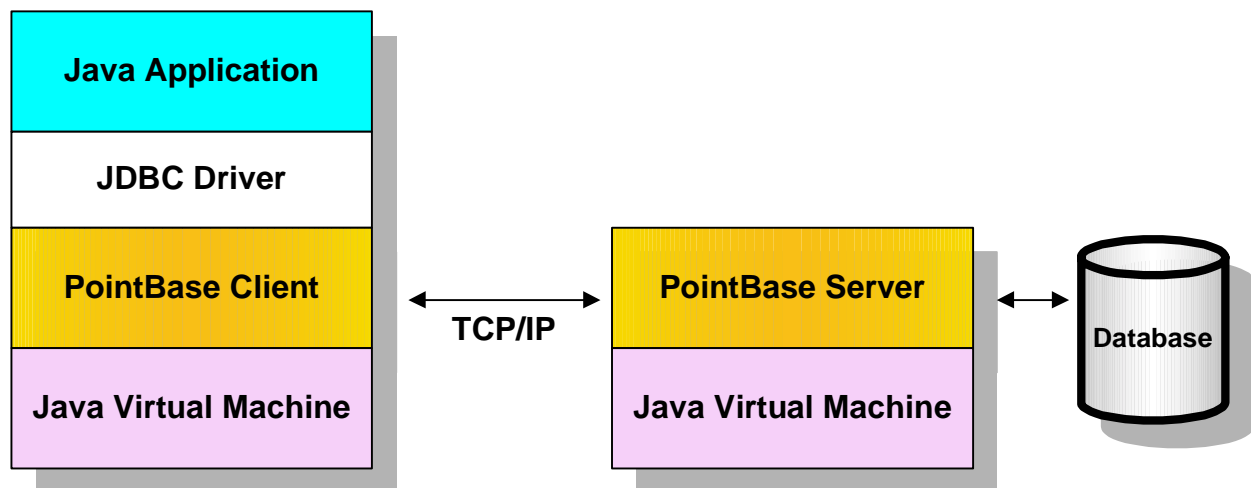 Java Application
JDBC Driver
PointBase Client
Java Virtual Machine
TCP/IP
PointBase Server
Java Virtual Machine
Database